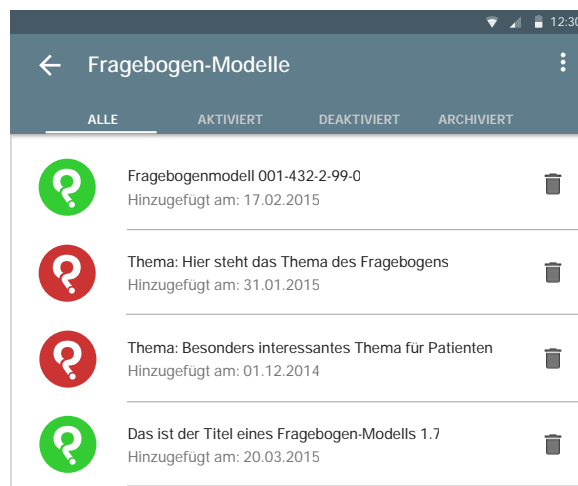 12:30
Fragebogen-Modelle
ALLE AKTIVIERT DEAKTIVIERT ARCHIVIERT
Fragebogenmodell 001-432-2-99-0
Hinzugefügt am: 17.02.2015
Thema: Hier steht das Thema des Fragebogens
Hinzugefügt am: 31.01.2015
Thema: Besonders interessantes Thema für Patienten
Hinzugefügt am: 01.12.2014
Das ist der Titel eines Fragebogen-Modells 1.7
Hinzugefügt am: 20.03.2015